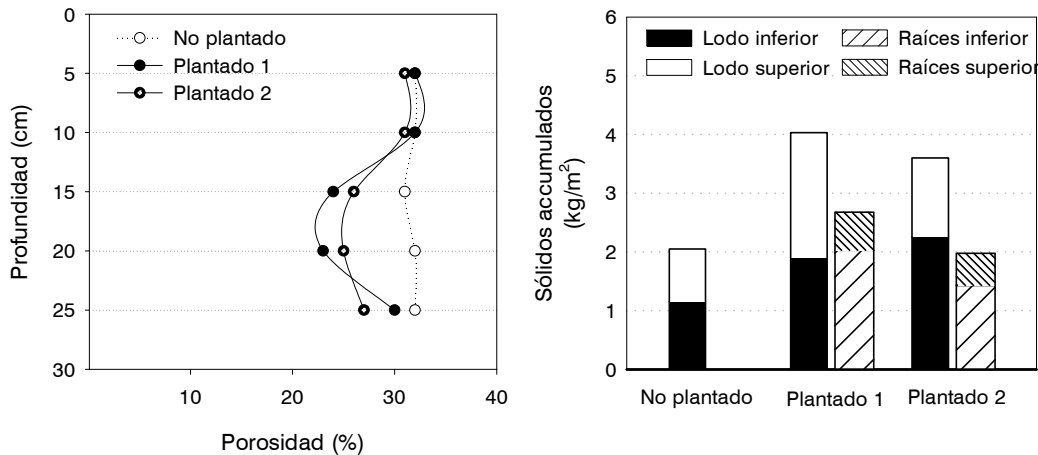 0
5
10
15
20
25
30
Profundidad (cm)
No plantado
Plantado 1
Plantado 2
10
20
30
40
Porosidad (%)
6
5
4
3
2
1
0
Sólidos accumulados
(kg/m²)
Lodo inferior
Raíces inferior
Lodo superior
Raíces superior
No plantado
Plantado 1
Plantado 2